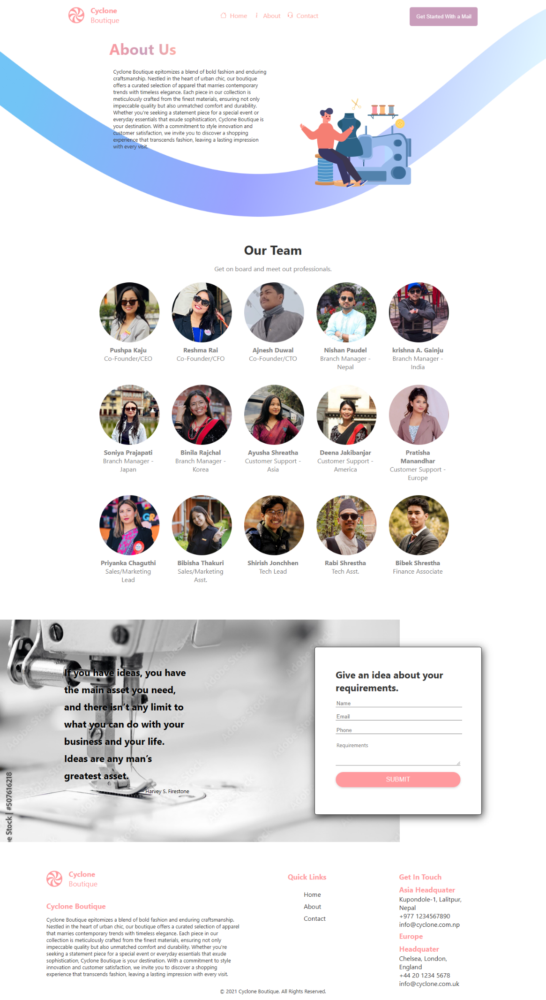 Cyclone
Boutique
Home
About
Contact
Get Started With a Mail
About Us
Cyclone Boutique epitomizes a blend of bold fashion and enduring
craftsmanship. Nestled in the heart of urban chic, our boutique
offers a curated selection of apparel that marries contemporary
trends with timeless elegance. Each piece in our collection is
meticulously crafted from the finest materials, ensuring not only
impeccable quality but also unmatched comfort and durability.
Whether you're seeking a statement piece for a special event or
everyday essentials that exude sophistication, Cyclone Boutique is
your destination. With a commitment to style innovation and
customer satisfaction, we invite you to discover a shopping
experience that transcends fashion, leaving a lasting impression
with every visit.
Our Team
Get on board and meet out professionals.
Pushpa Kaju
Co-Founder/CEO
Reshma Rai
Co-Founder/CFO
Ajnesh Duwal
Co-Founder/CTO
Nishan Paudel
Branch Manager -
Nepal
krishna A. Gainju
Branch Manager -
India
Soniya Prajapati
Branch Manager -
Japan
Binila Rajchal
Branch Manager -
Korea
Ayusha Shreatha
Customer Support -
Asia
Deena Jakibanjar
Customer Support -
America
Pratisha
Manandhar
Customer Support -
Europe
GRA
Priyanka Chaguthi
Sales/Marketing
Lead
Bibisha Thakuri
Sales/Marketing
Asst.
Shirish Jonchhen
Tech Lead
Rabi Shrestha
Tech Asst.
Bibek Shrestha
Finance Associate
If you have ideas, you have
the main asset you need,
and there isn’t any limit to
what you can do with your
business and your life.
Ideas are any man’s
greatest asset.
- Harvey S. Firestone
Adobe Stock
Stock | #507616218
Give an idea about your
requirements.
Name
Email
Phone
Requirements
SUBMIT
Cyclone
Boutique
Cyclone Boutique
Cyclone Boutique epitomizes a blend of bold fashion and enduring craftsmanship.
Nestled in the heart of urban chic, our boutique offers a curated selection of apparel
that marries contemporary trends with timeless elegance. Each piece in our
collection is meticulously crafted from the finest materials, ensuring not only
impeccable quality but also unmatched comfort and durability. Whether you're
seeking a statement piece for a special event or everyday essentials that exude
sophistication, Cyclone Boutique is your destination. With a commitment to style
innovation and customer satisfaction, we invite you to discover a shopping
experience that transcends fashion, leaving a lasting impression with every visit.
Quick Links
Home
About
Contact
Get In Touch
Asia Headquater
Kupondole-1, Lalitpur,
Nepal
+977 1234567890
info@cyclone.com.np
Europe
Headquater
Chelsea, London,
England
+44 20 1234 5678
info@cyclone.com.uk
© 2021 Cyclone Boutique. All Rights Reserved.